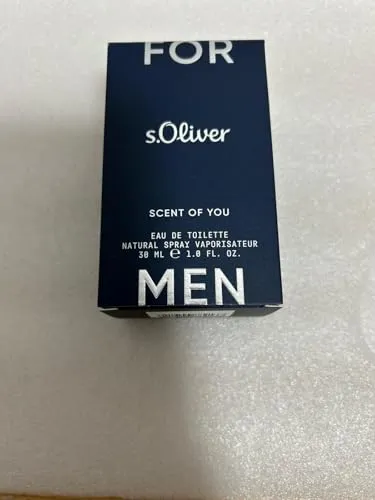 FOR
s.Oliver
SCENT OF YOU
EAU DE TOILETTE
NATURAL SPRAY VAPORISATEUR
30 ML ℮ 1.0 FL. OZ.
MEN